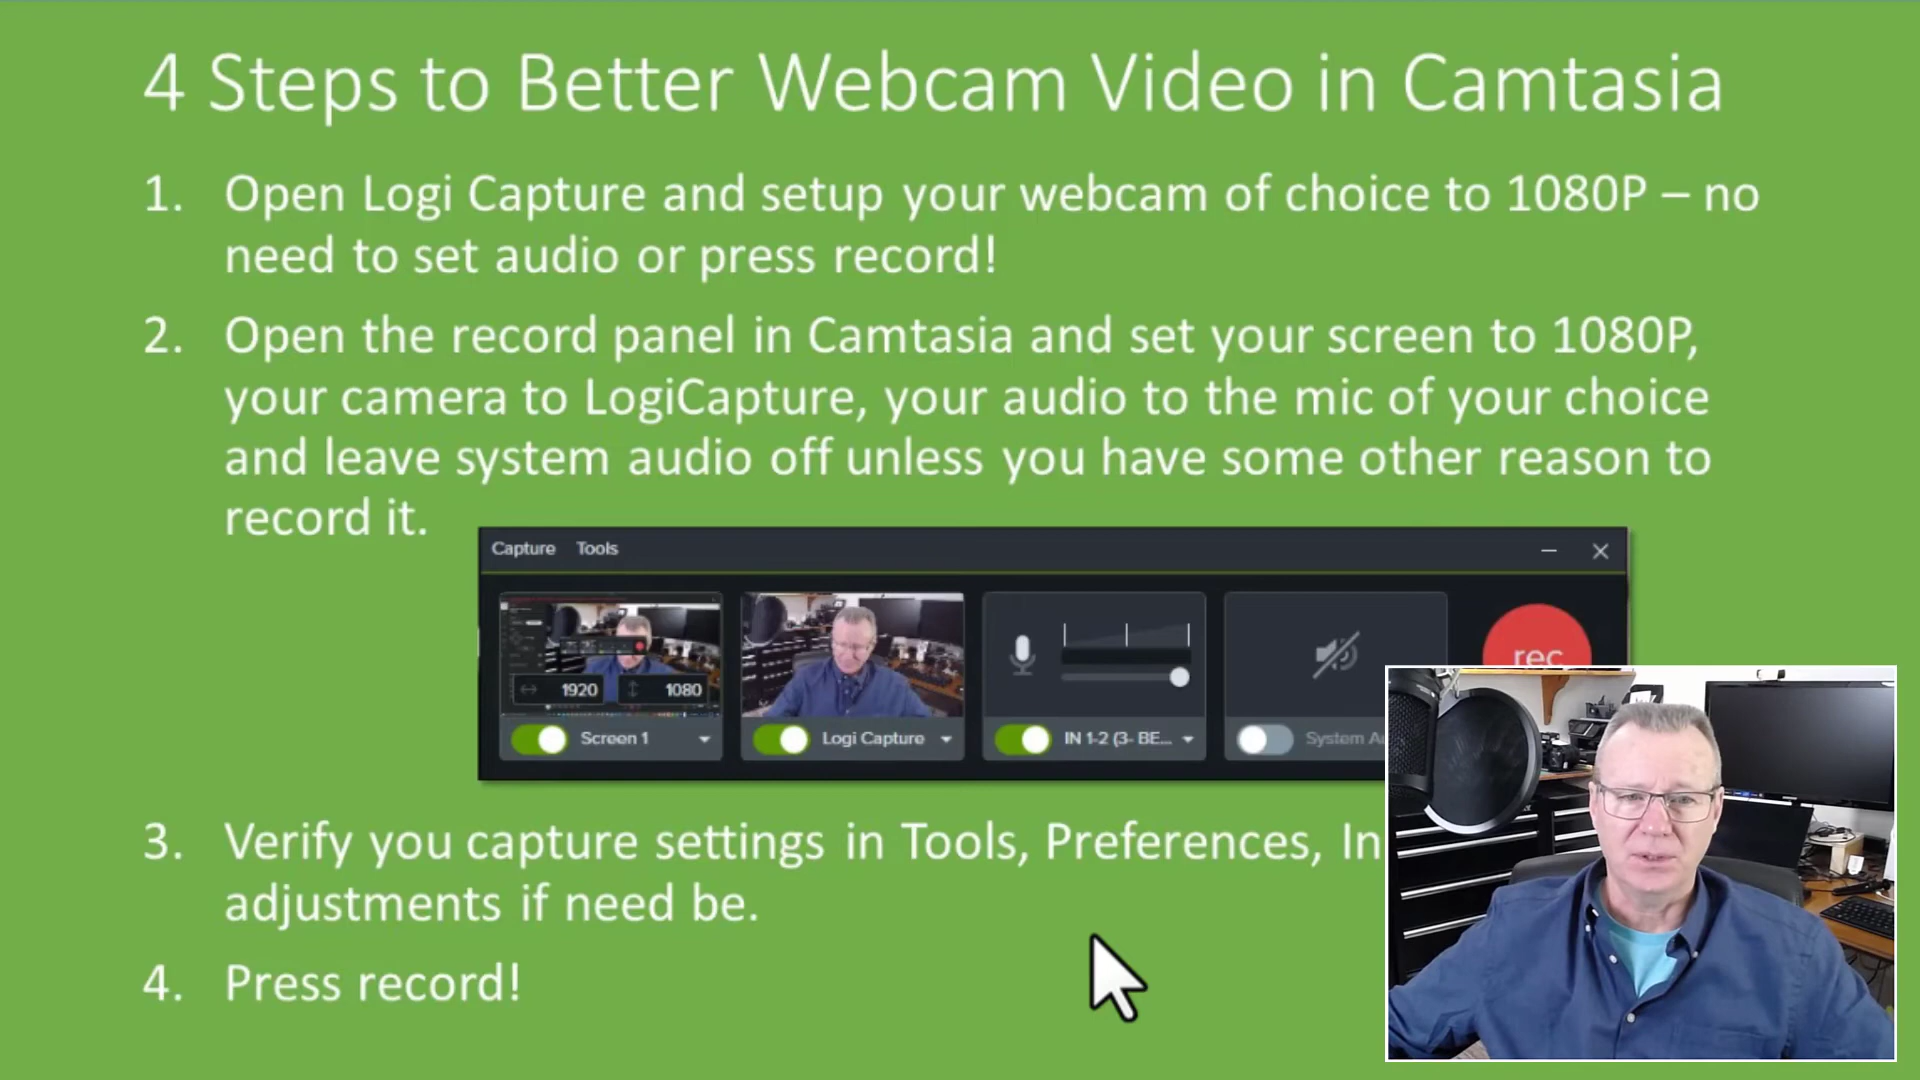 4 Steps to Better Webcam Video in Camtasia
1. Open Logi Capture and setup your webcam of choice to 1080P – no
need to set audio or press record!
2. Open the record panel in Camtasia and set your screen to 1080P,
your camera to LogiCapture, your audio to the mic of your choice
and leave system audio off unless you have some other reason to
record it.
Capture Tools
rec
1920 1080
Screen 1 Logi Capture IN 1-2 (3- BE... System
3. Verify you capture settings in Tools, Preferences,
adjustments if need be.
4. Press record!